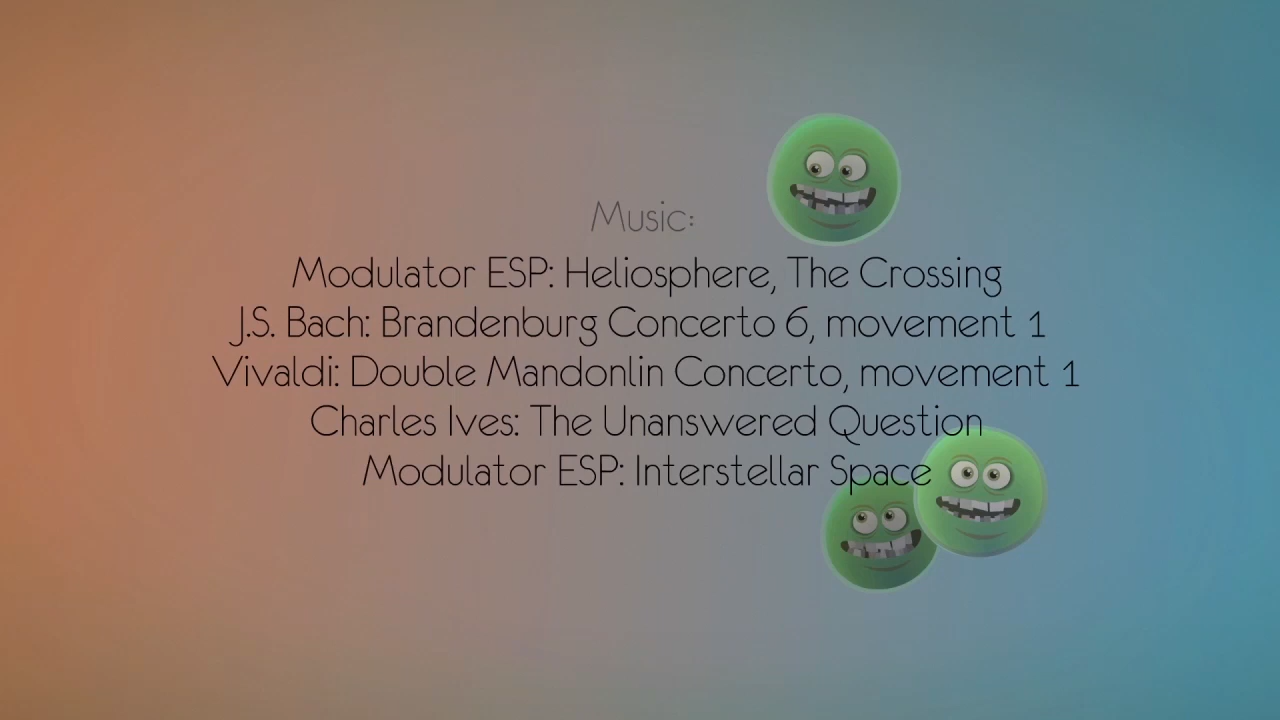 Music:
Modulator ESP: Heliosphere, The Crossing
J.S. Bach: Brandenburg Concerto 6, movement 1
Vivaldi: Double Mandonlin Concerto, movement 1
Charles Ives: The Unanswered Question
Modulator ESP: Interstellar Space